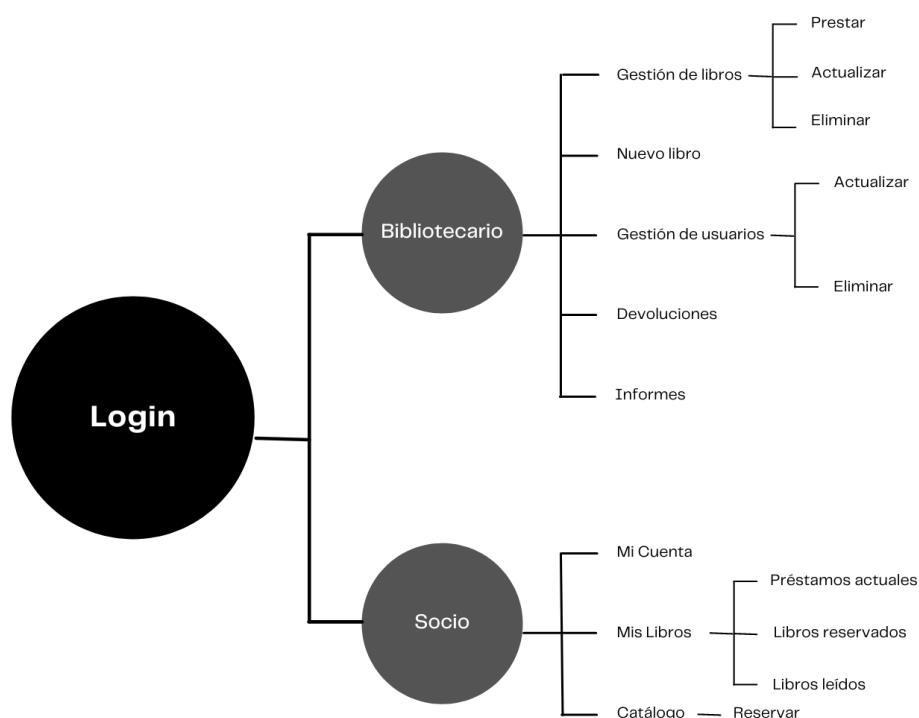 Login
Bibliotecario
Gestión de libros
Prestar
Actualizar
Eliminar
Nuevo libro
Gestión de usuarios
Actualizar
Eliminar
Devoluciones
Informes
Socio
Mi Cuenta
Mis Libros
Préstamos actuales
Libros reservados
Libros leídos
Catálogo
Reservar